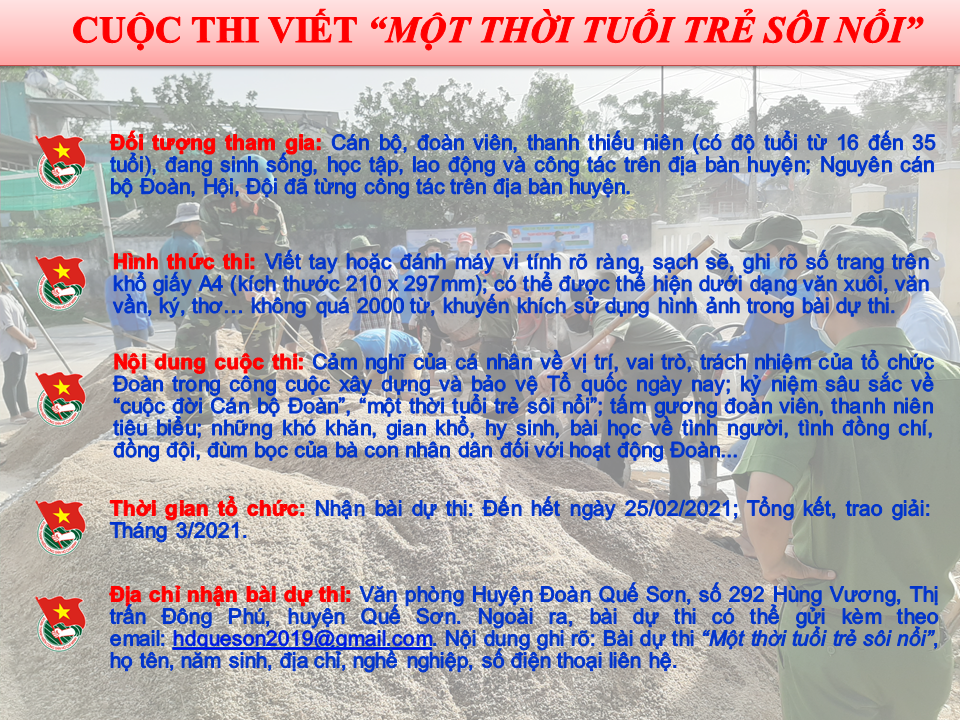 CUỘC THI VIẾT “MỘT THỜI TUỔI TRẺ SÔI NỔI”
Đối tượng tham gia: Cán bộ, đoàn viên, thanh thiếu niên (có độ tuổi từ 16 đến 35
tuổi), đang sinh sống, học tập, lao động và công tác trên địa bàn huyện; Nguyên cán
bộ Đoàn, Hội, Đội đã từng công tác trên địa bàn huyện.
Hình thức thi: Viết tay hoặc đánh máy vi tính rõ ràng, sạch sẽ, ghi rõ số trang trên
khổ giấy A4 (kích thước 210 x 297mm); có thể được thể hiện dưới dạng văn xuôi, văn
vần, ký, thơ… không quá 2000 từ, khuyến khích sử dụng hình ảnh trong bài dự thi.
Nội dung cuộc thi: Cảm nghĩ của cá nhân về vị trí, vai trò, trách nhiệm của tổ chức
Đoàn trong công cuộc xây dựng và bảo vệ Tổ quốc ngày nay; kỷ niệm sâu sắc về
“cuộc đời Cán bộ Đoàn”, “một thời tuổi trẻ sôi nổi”; tấm gương đoàn viên, thanh niên
tiêu biểu; những khó khăn, gian khổ, hy sinh, bài học về tình người, tình đồng chí,
đồng đội, đùm bọc của bà con nhân dân đối với hoạt động Đoàn...
Thời gian tổ chức: Nhận bài dự thi: Đến hết ngày 25/02/2021; Tổng kết, trao giải:
Tháng 3/2021.
Địa chỉ nhận bài dự thi: Văn phòng Huyện Đoàn Quế Sơn, số 292 Hùng Vương, Thị
trấn Đông Phú, huyện Quế Sơn. Ngoài ra, bài dự thi có thể gửi kèm theo
email: hdqueson2019@gmail.com. Nội dung ghi rõ: Bài dự thi “Một thời tuổi trẻ sôi nổi”,
họ tên, năm sinh, địa chỉ, nghề nghiệp, số điện thoại liên hệ.